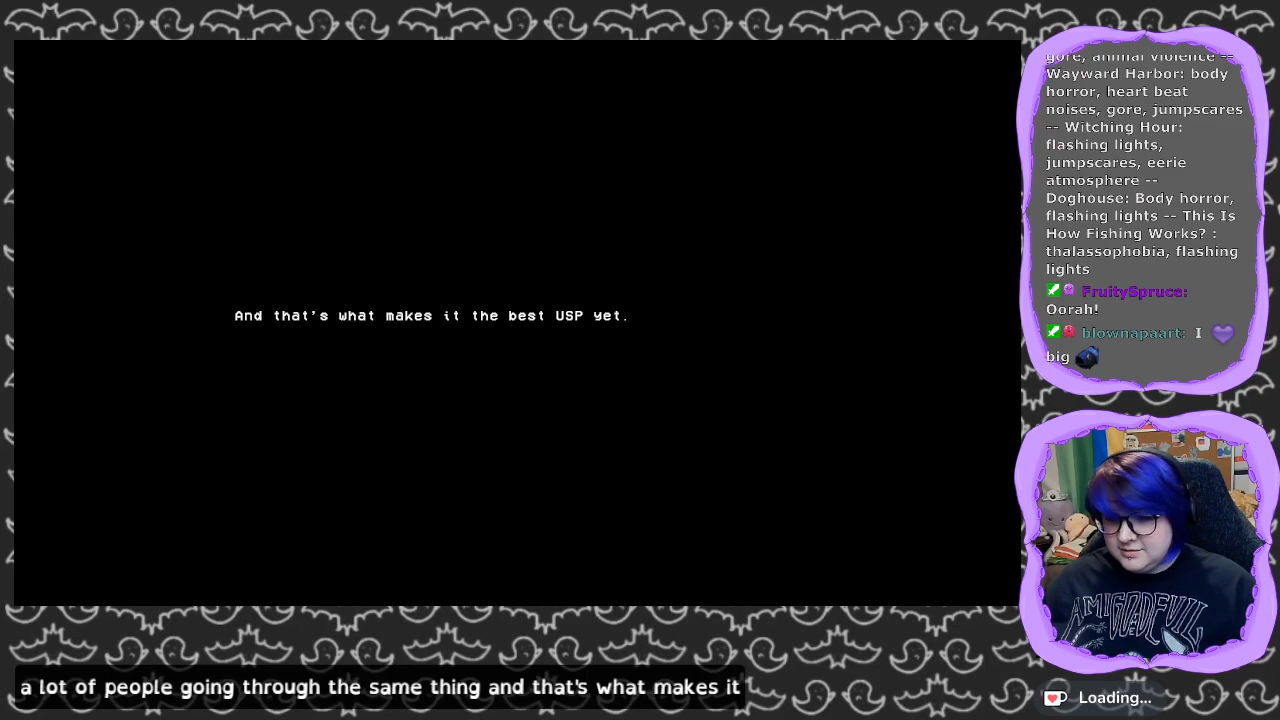 gore, animal violence --
Wayward Harbor: body
horror, heart beat
noises, gore, jumpscares
-- Witching Hour:
flashing lights,
jumpscares, eerie
atmosphere --
Doghouse: Body horror,
flashing lights -- This Is
How Fishing Works? :
thalassophobia, flashing
lights
FruitySpruce:
Oorah!
blownapaart: I
big
And that's what makes it the best USP yet.
AMIGO
DE
DEVIL
a lot of people going through the same thing and that's what makes it
Loading...